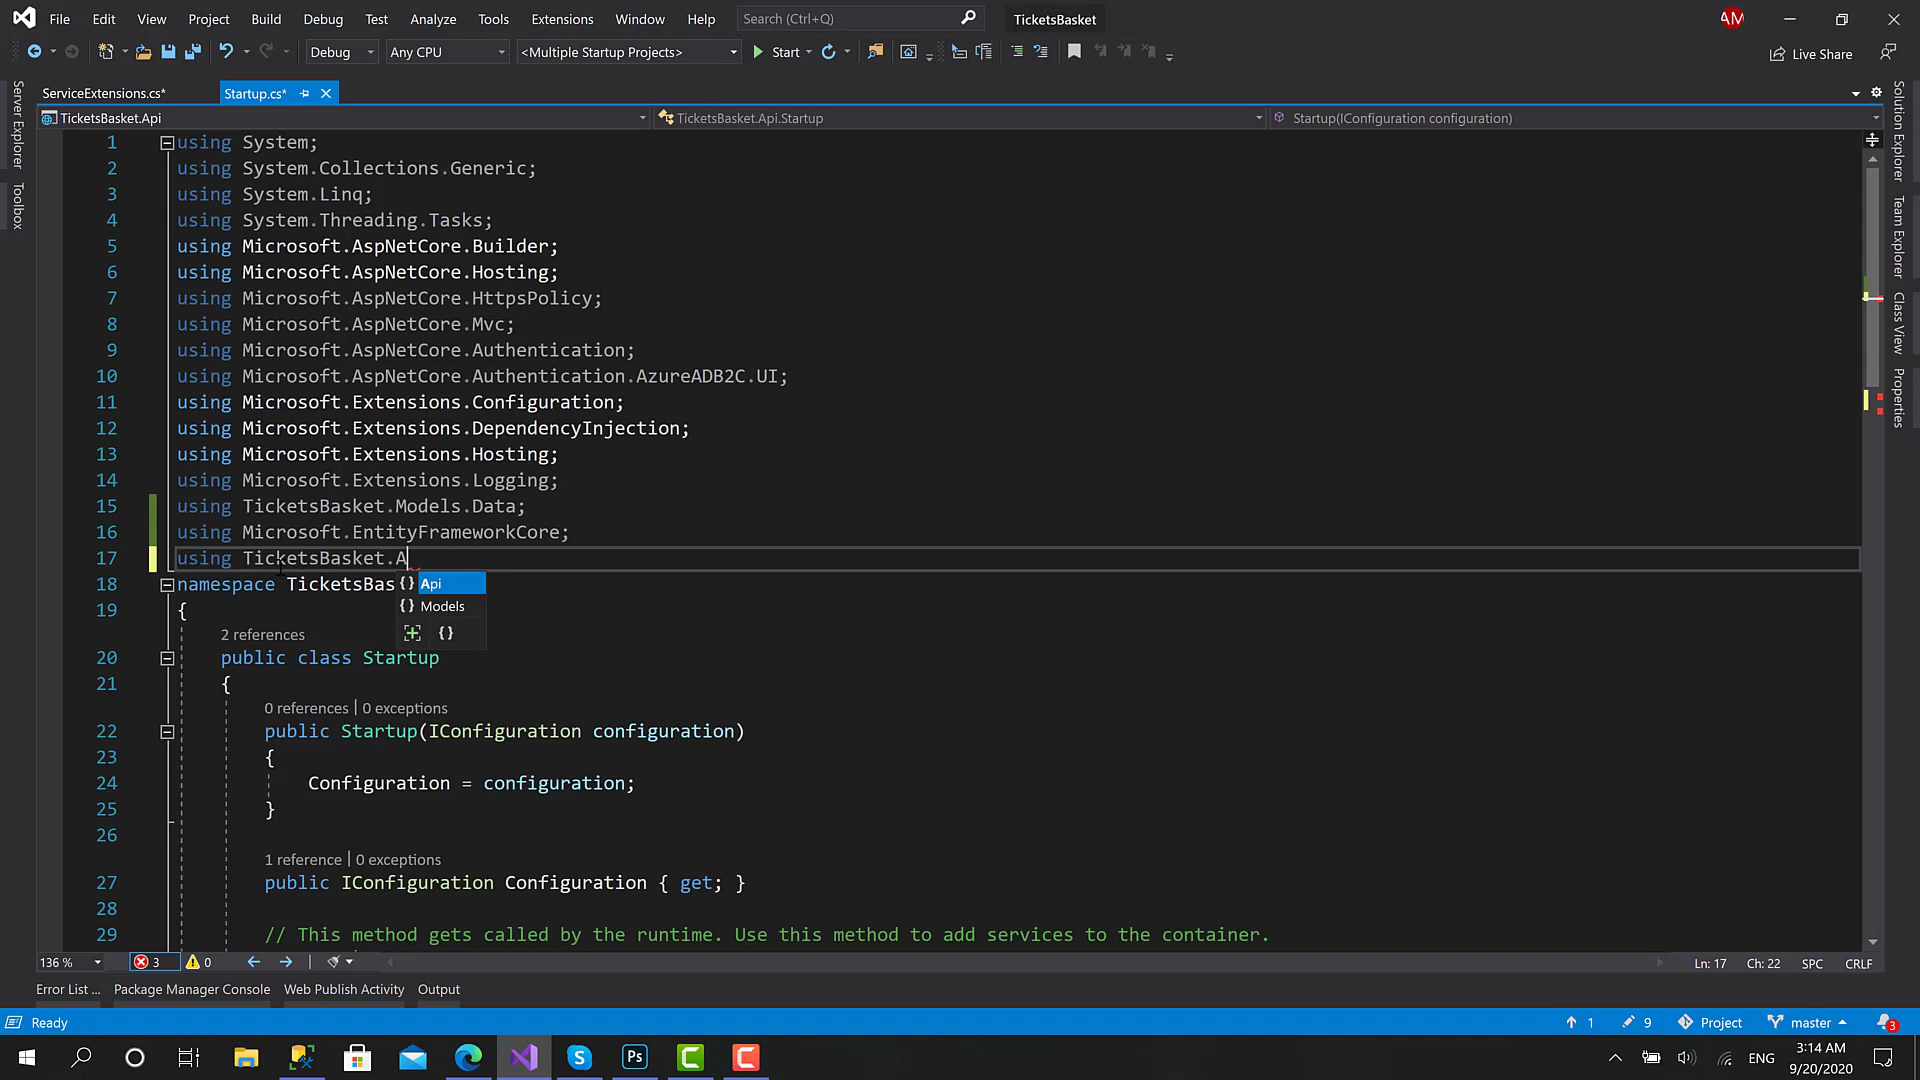 File Edit View Project Build Debug Test Analyze Tools Extensions Window Help Search (Ctrl+Q) TicketsBasket AM
Debug Any CPU <Multiple Startup Projects> Start Live Share
ServiceExtensions.cs* Startup.cs*
TicketsBasket.Api TicketsBasket.Api.Startup Startup(IConfiguration configuration)
Server Explorer
Toolbox
Solution Explorer
Team Explorer
Class View
Properties
1 using System;
2 using System.Collections.Generic;
3 using System.Linq;
4 using System.Threading.Tasks;
5 using Microsoft.AspNetCore.Builder;
6 using Microsoft.AspNetCore.Hosting;
7 using Microsoft.AspNetCore.HttpsPolicy;
8 using Microsoft.AspNetCore.Mvc;
9 using Microsoft.AspNetCore.Authentication;
10 using Microsoft.AspNetCore.Authentication.AzureADB2C.UI;
11 using Microsoft.Extensions.Configuration;
12 using Microsoft.Extensions.DependencyInjection;
13 using Microsoft.Extensions.Hosting;
14 using Microsoft.Extensions.Logging;
15 using TicketsBasket.Models.Data;
16 using Microsoft.EntityFrameworkCore;
17 using TicketsBasket.A
18 namespace TicketsBas
{ } Api
{ } Models
{ }
19 {
2 references
20 public class Startup
21 {
0 references | 0 exceptions
22 public Startup(IConfiguration configuration)
23 {
24 Configuration = configuration;
25 }
26
1 reference | 0 exceptions
27 public IConfiguration Configuration { get; }
28
29 // This method gets called by the runtime. Use this method to add services to the container.
136 % 3 0 Ln: 17 Ch: 22 SPC CRLF
Error List ... Package Manager Console Web Publish Activity Output
Ready 1 9 Project master 3
Ps ENG 3:14 AM
9/20/2020